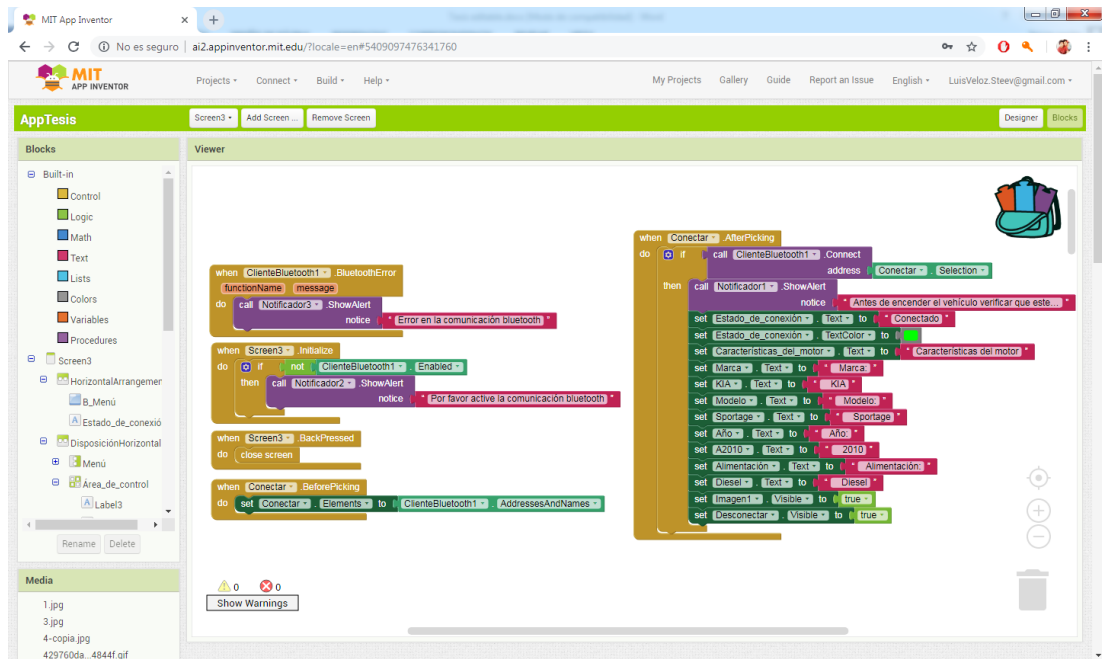 MIT App Inventor
No es seguro ai2.appinventor.mit.edu/?locale=en#5409097476341760
MIT
APP INVENTOR
Projects Connect Build Help My Projects Gallery Guide Report an Issue English LuisVeloz.Steev@gmail.com
AppTesis Screen3 Add Screen ... Remove Screen Designer Blocks
Blocks
Built-in
Control
Logic
Math
Text
Lists
Colors
Variables
Procedures
Screen3
HorizontalArrangemer
B_Menú
Estado_de_conexió
DisposiciónHorizontal
Menú
Área_de_control
Label3
Rename Delete
Media
1.jpg
3.jpg
4-copia.jpg
429760da...4844f.gif
Viewer
when ClienteBluetooth1 .BluetoothError
functionName message
do call Notificador3 .ShowAlert
notice " Error en la comunicación bluetooth "
when Screen3 .Initialize
do if not ClienteBluetooth1 . Enabled
then call Notificador2 .ShowAlert
notice " Por favor active la comunicación bluetooth "
when Screen3 .BackPressed
do close screen
when Conectar .BeforePicking
do set Conectar . Elements to ClienteBluetooth1 . AddressesAndNames
when Conectar .AfterPicking
do if call ClienteBluetooth1 .Connect
address Conectar . Selection
then call Notificador1 .ShowAlert
notice " Antes de encender el vehículo verificar que este... "
set Estado_de_conexión . Text to " Conectado "
set Estado_de_conexión . TextColor to
set Características_del_motor . Text to " Características del motor "
set Marca . Text to " Marca: "
set KIA . Text to " KIA "
set Modelo . Text to " Modelo: "
set Sportage . Text to " Sportage "
set Año . Text to " Año: "
set A2010 . Text to " 2010 "
set Alimentación . Text to " Alimentación: "
set Diesel . Text to " Diesel "
set Imagen1 . Visible to true
set Desconectar . Visible to true
0 0
Show Warnings